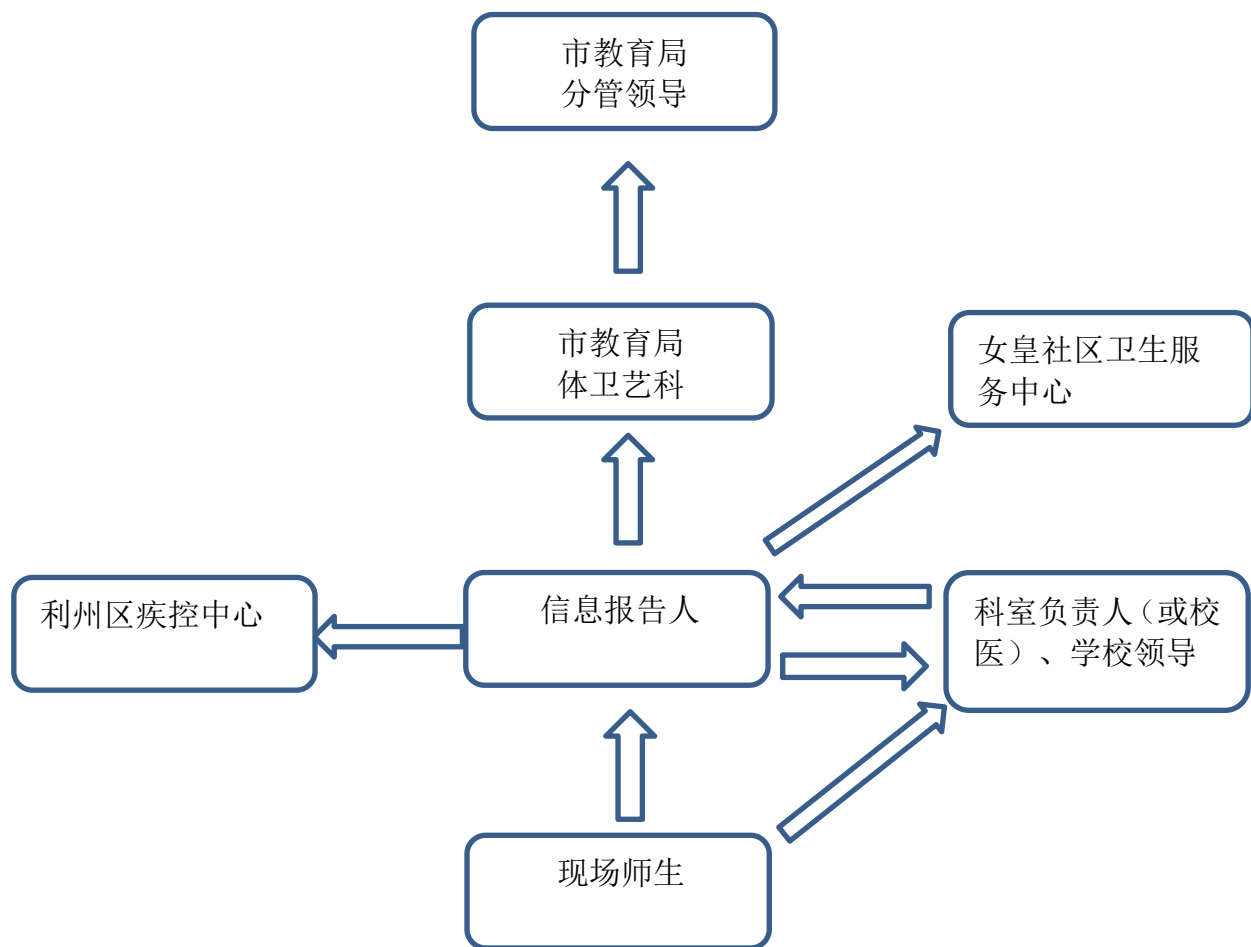 市教育局
分管领导
市教育局
体卫艺科
女皇社区卫生服
务中心
利州区疾控中心
信息报告人
科室负责人（或校
医）、学校领导
现场师生